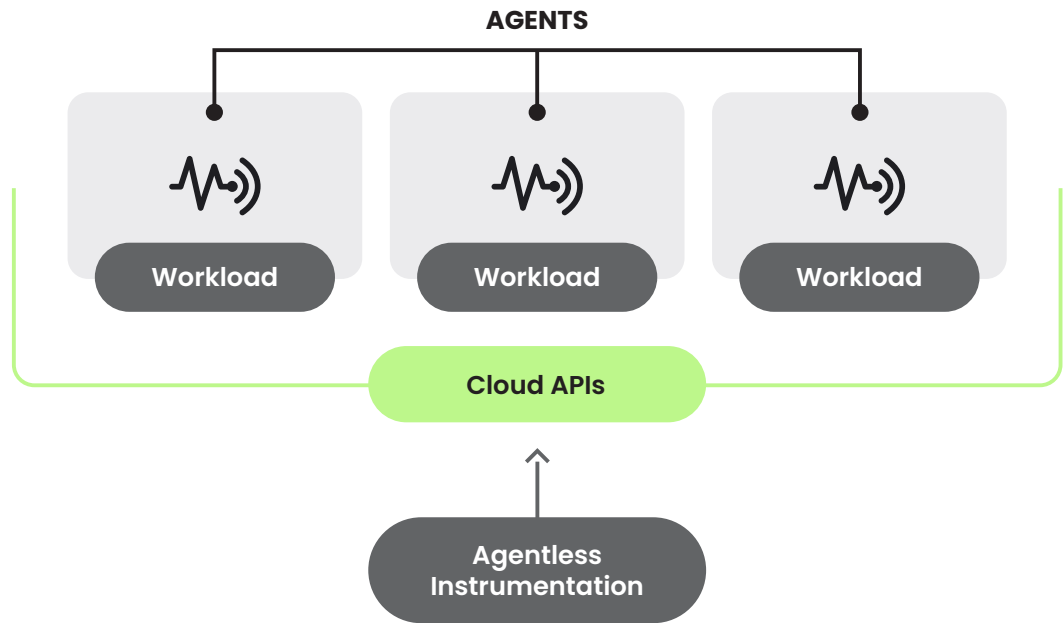 AGENTS
Workload
Workload
Workload
Cloud APIs
Agentless
Instrumentation